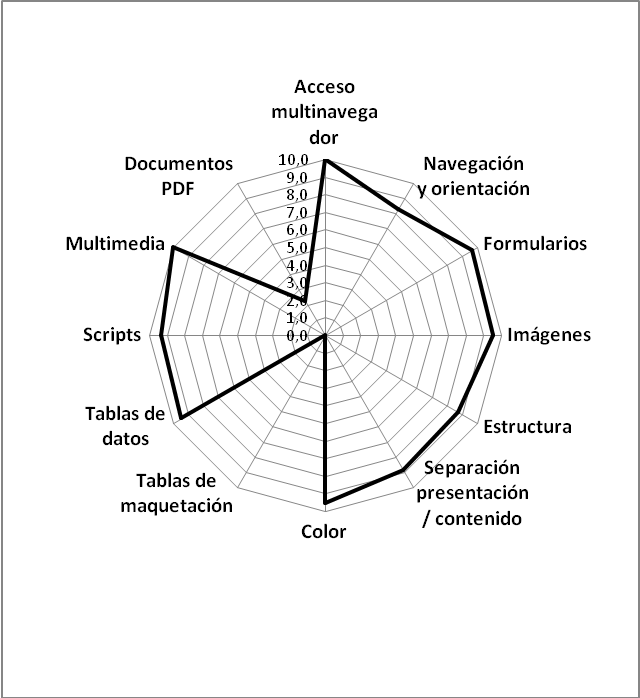 Acceso
multinavega
dor
Navegación
y orientación
Formularios
Imágenes
Estructura
Separación
presentación
/ contenido
Color
Tablas de
maquetación
Tablas de
datos
Scripts
Multimedia
Documentos
PDF
10,0
9,0
8,0
7,0
6,0
5,0
4,0
3,0
2,0
1,0
0,0